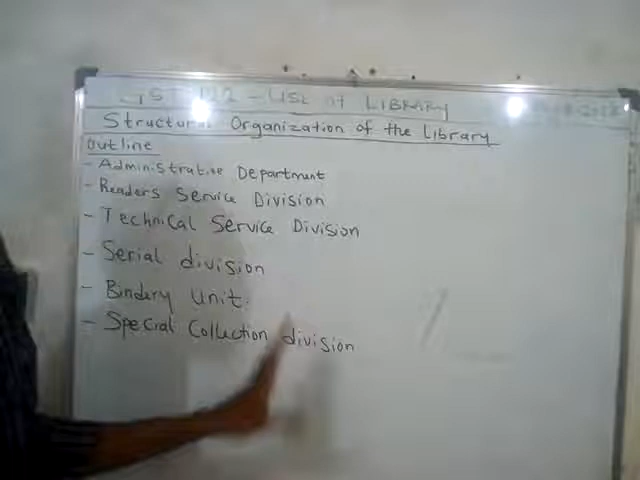 GST 122 - USE OF LIBRARY
Structural Organization of the Library
Outline
- Administrative Department
- Readers Service Division
- Technical Service Division
- Serial division
- Bindery Unit.
- Special Collection division